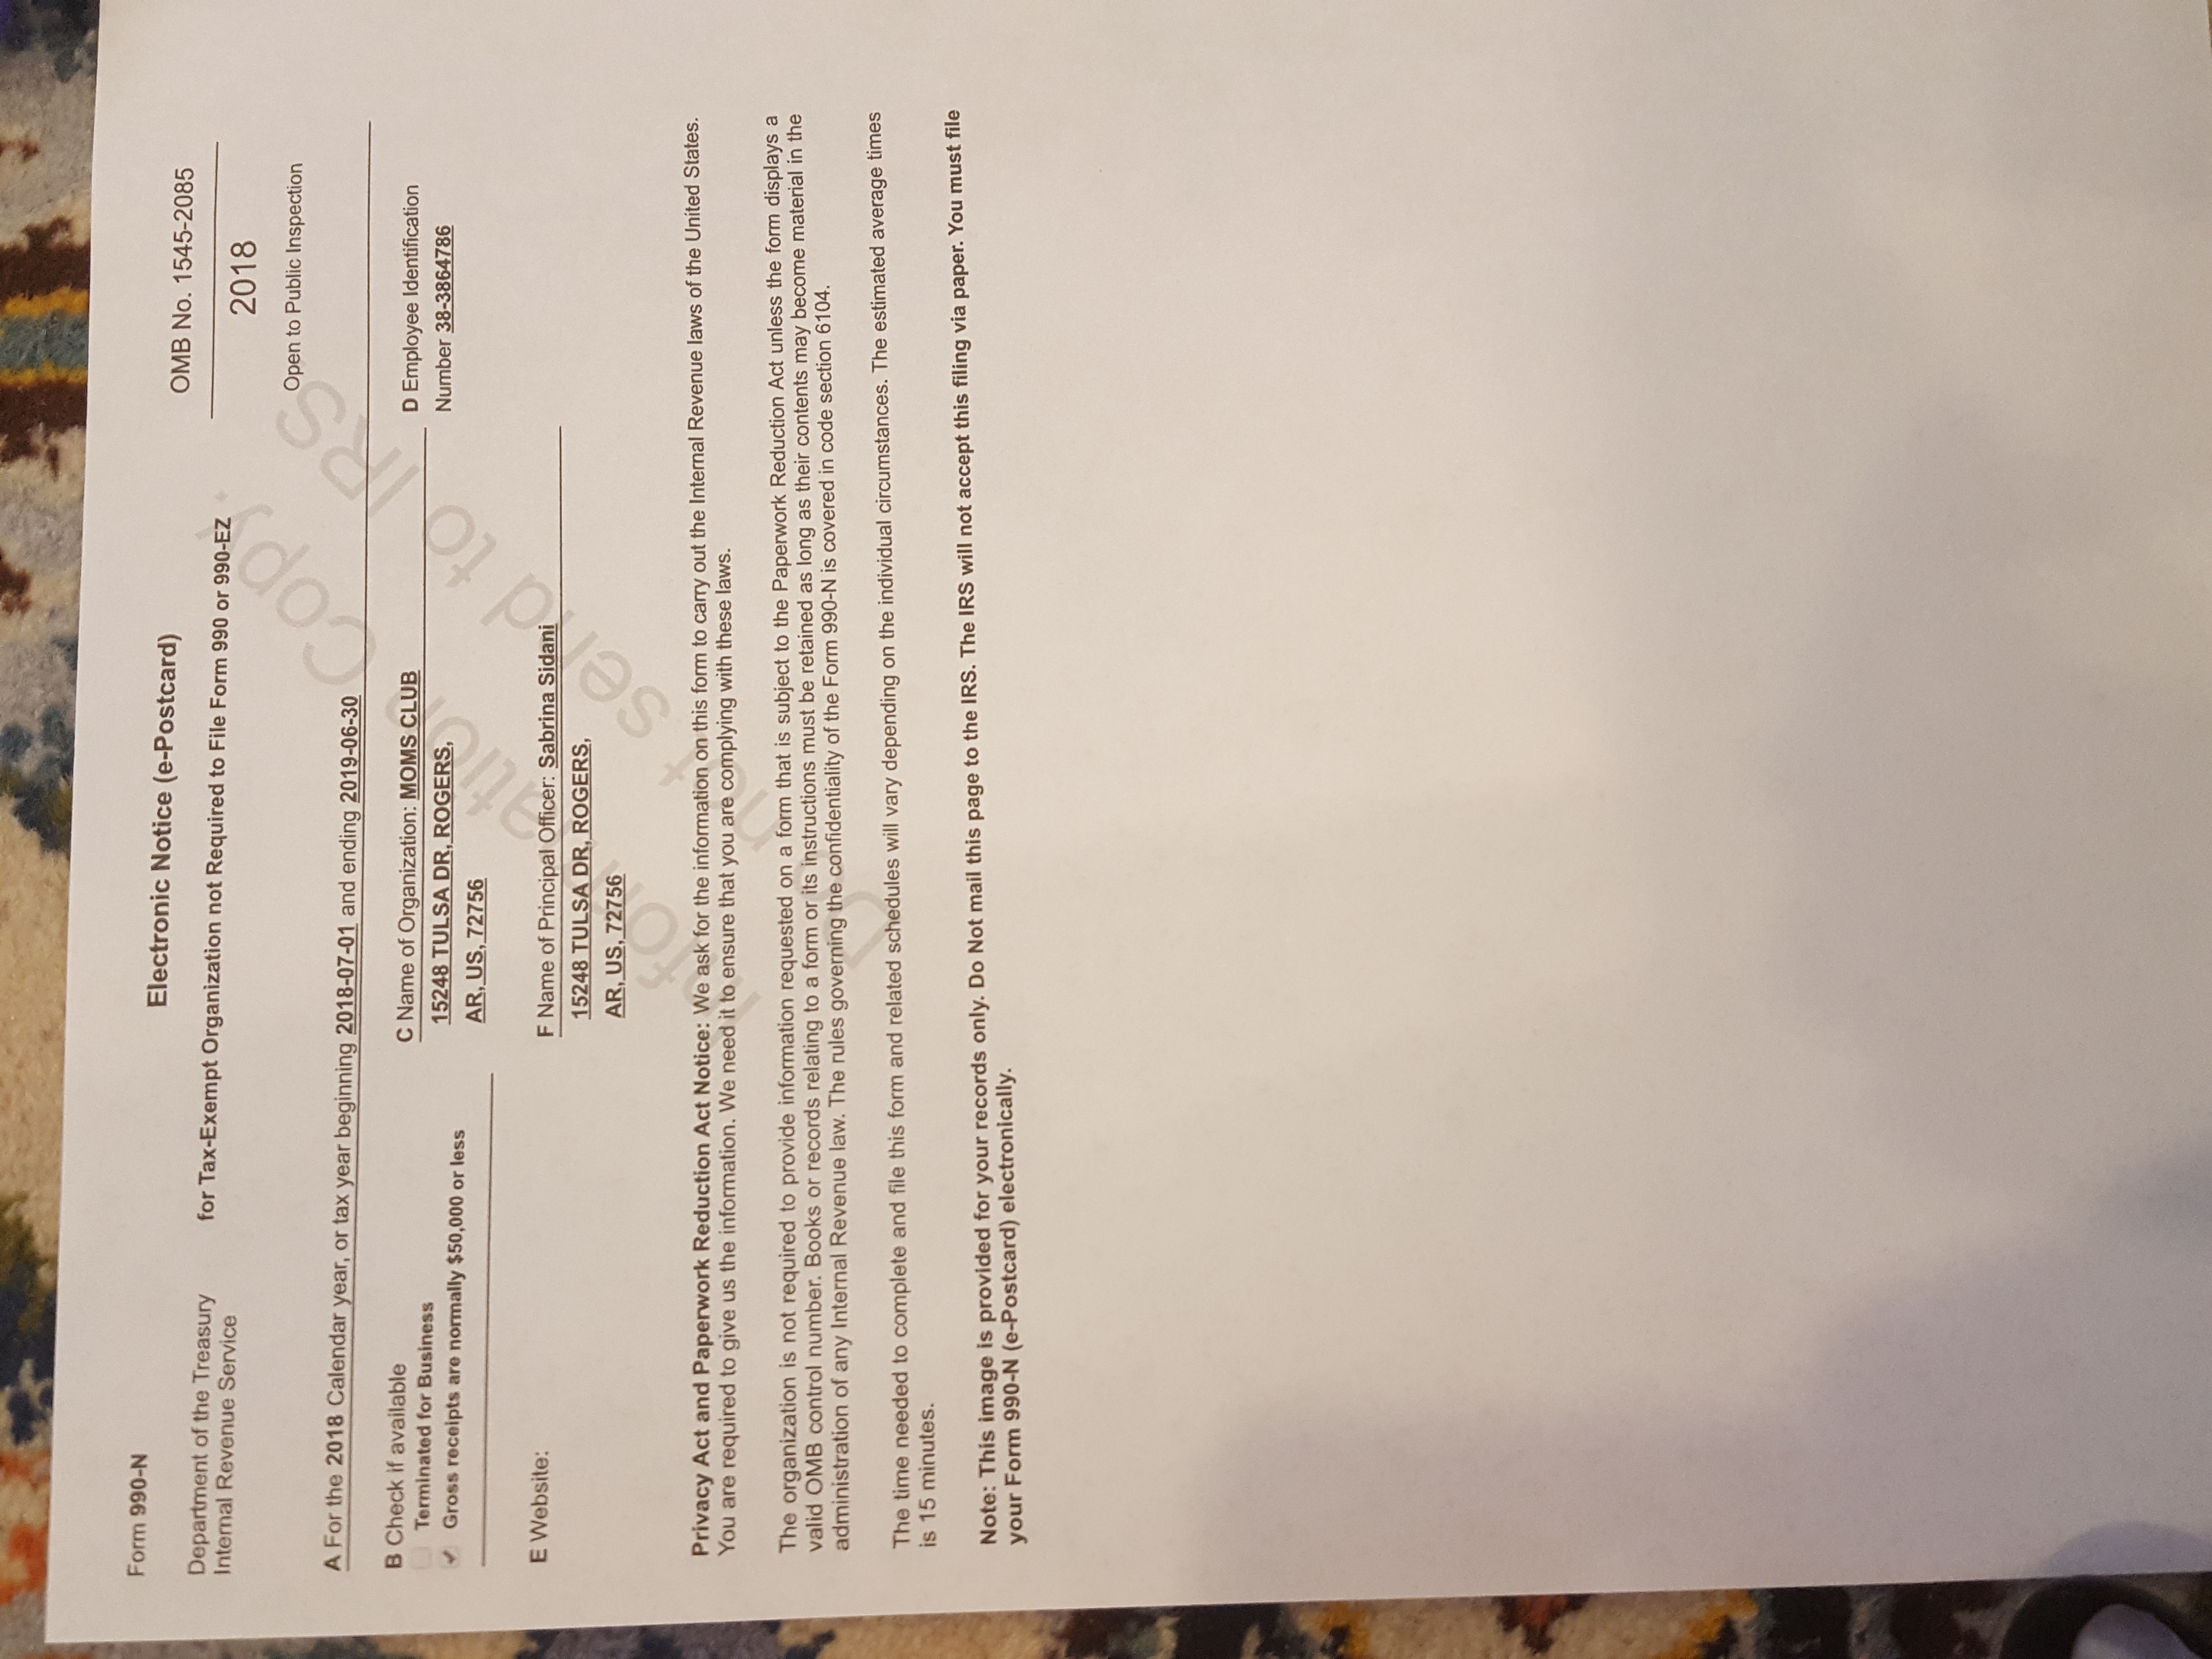 Form 990-N
Electronic Notice (e-Postcard)
OMB No. 1545-2085
Department of the Treasury
Internal Revenue Service
for Tax-Exempt Organization not Required to File Form 990 or 990-EZ
2018
Open to Public Inspection
A For the 2018 Calendar year, or tax year beginning 2018-07-01 and ending 2019-06-30
B Check if available
Terminated for Business
✔ Gross receipts are normally $50,000 or less
C Name of Organization: MOMS CLUB
15248 TULSA DR, ROGERS,
AR, US, 72756
D Employee Identification
Number 38-3864786
E Website:
F Name of Principal Officer: Sabrina Sidani
15248 TULSA DR, ROGERS,
AR, US, 72756
Information Copy.
Do not send to IRS.
Privacy Act and Paperwork Reduction Act Notice: We ask for the information on this form to carry out the Internal Revenue laws of the United States.
You are required to give us the information. We need it to ensure that you are complying with these laws.
The organization is not required to provide information requested on a form that is subject to the Paperwork Reduction Act unless the form displays a
valid OMB control number. Books or records relating to a form or its instructions must be retained as long as their contents may become material in the
administration of any Internal Revenue law. The rules governing the confidentiality of the Form 990-N is covered in code section 6104.
The time needed to complete and file this form and related schedules will vary depending on the individual circumstances. The estimated average times
is 15 minutes.
Note: This image is provided for your records only. Do Not mail this page to the IRS. The IRS will not accept this filing via paper. You must file
your Form 990-N (e-Postcard) electronically.